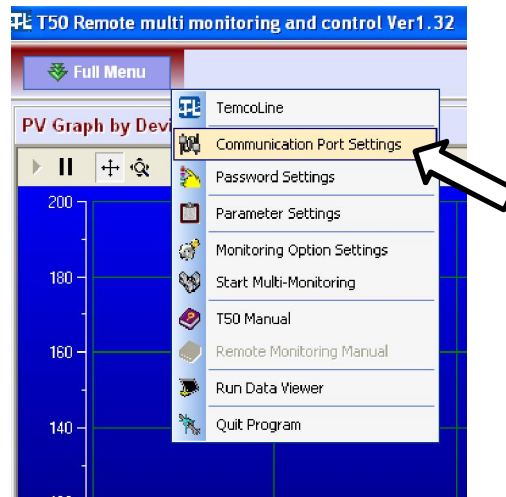 T50 Remote multi monitoring and control Ver1.32
Full Menu
PV Graph by Devi
TemcoLine
Communication Port Settings
Password Settings
Parameter Settings
Monitoring Option Settings
Start Multi-Monitoring
T50 Manual
Remote Monitoring Manual
Run Data Viewer
Quit Program
200
180
160
140